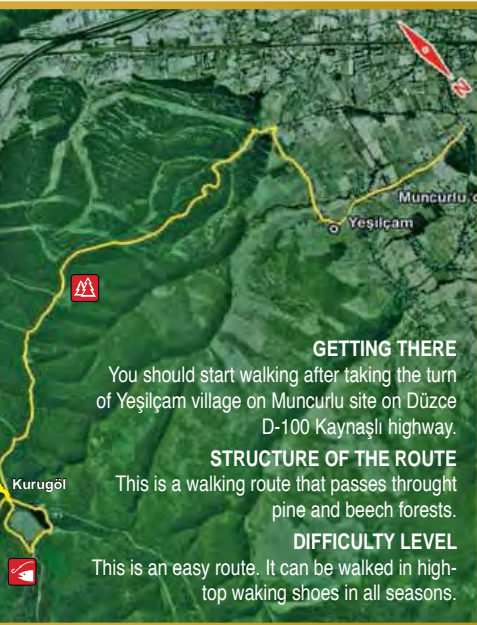 N
Muncurlu
Yeşilçam
GETTING THERE
You should start walking after taking the turn
of Yeşilçam village on Muncurlu site on Düzce
D-100 Kaynaşlı highway.
STRUCTURE OF THE ROUTE
This is a walking route that passes throught
pine and beech forests.
Kurugöl
DIFFICULTY LEVEL
This is an easy route. It can be walked in high-
top waking shoes in all seasons.